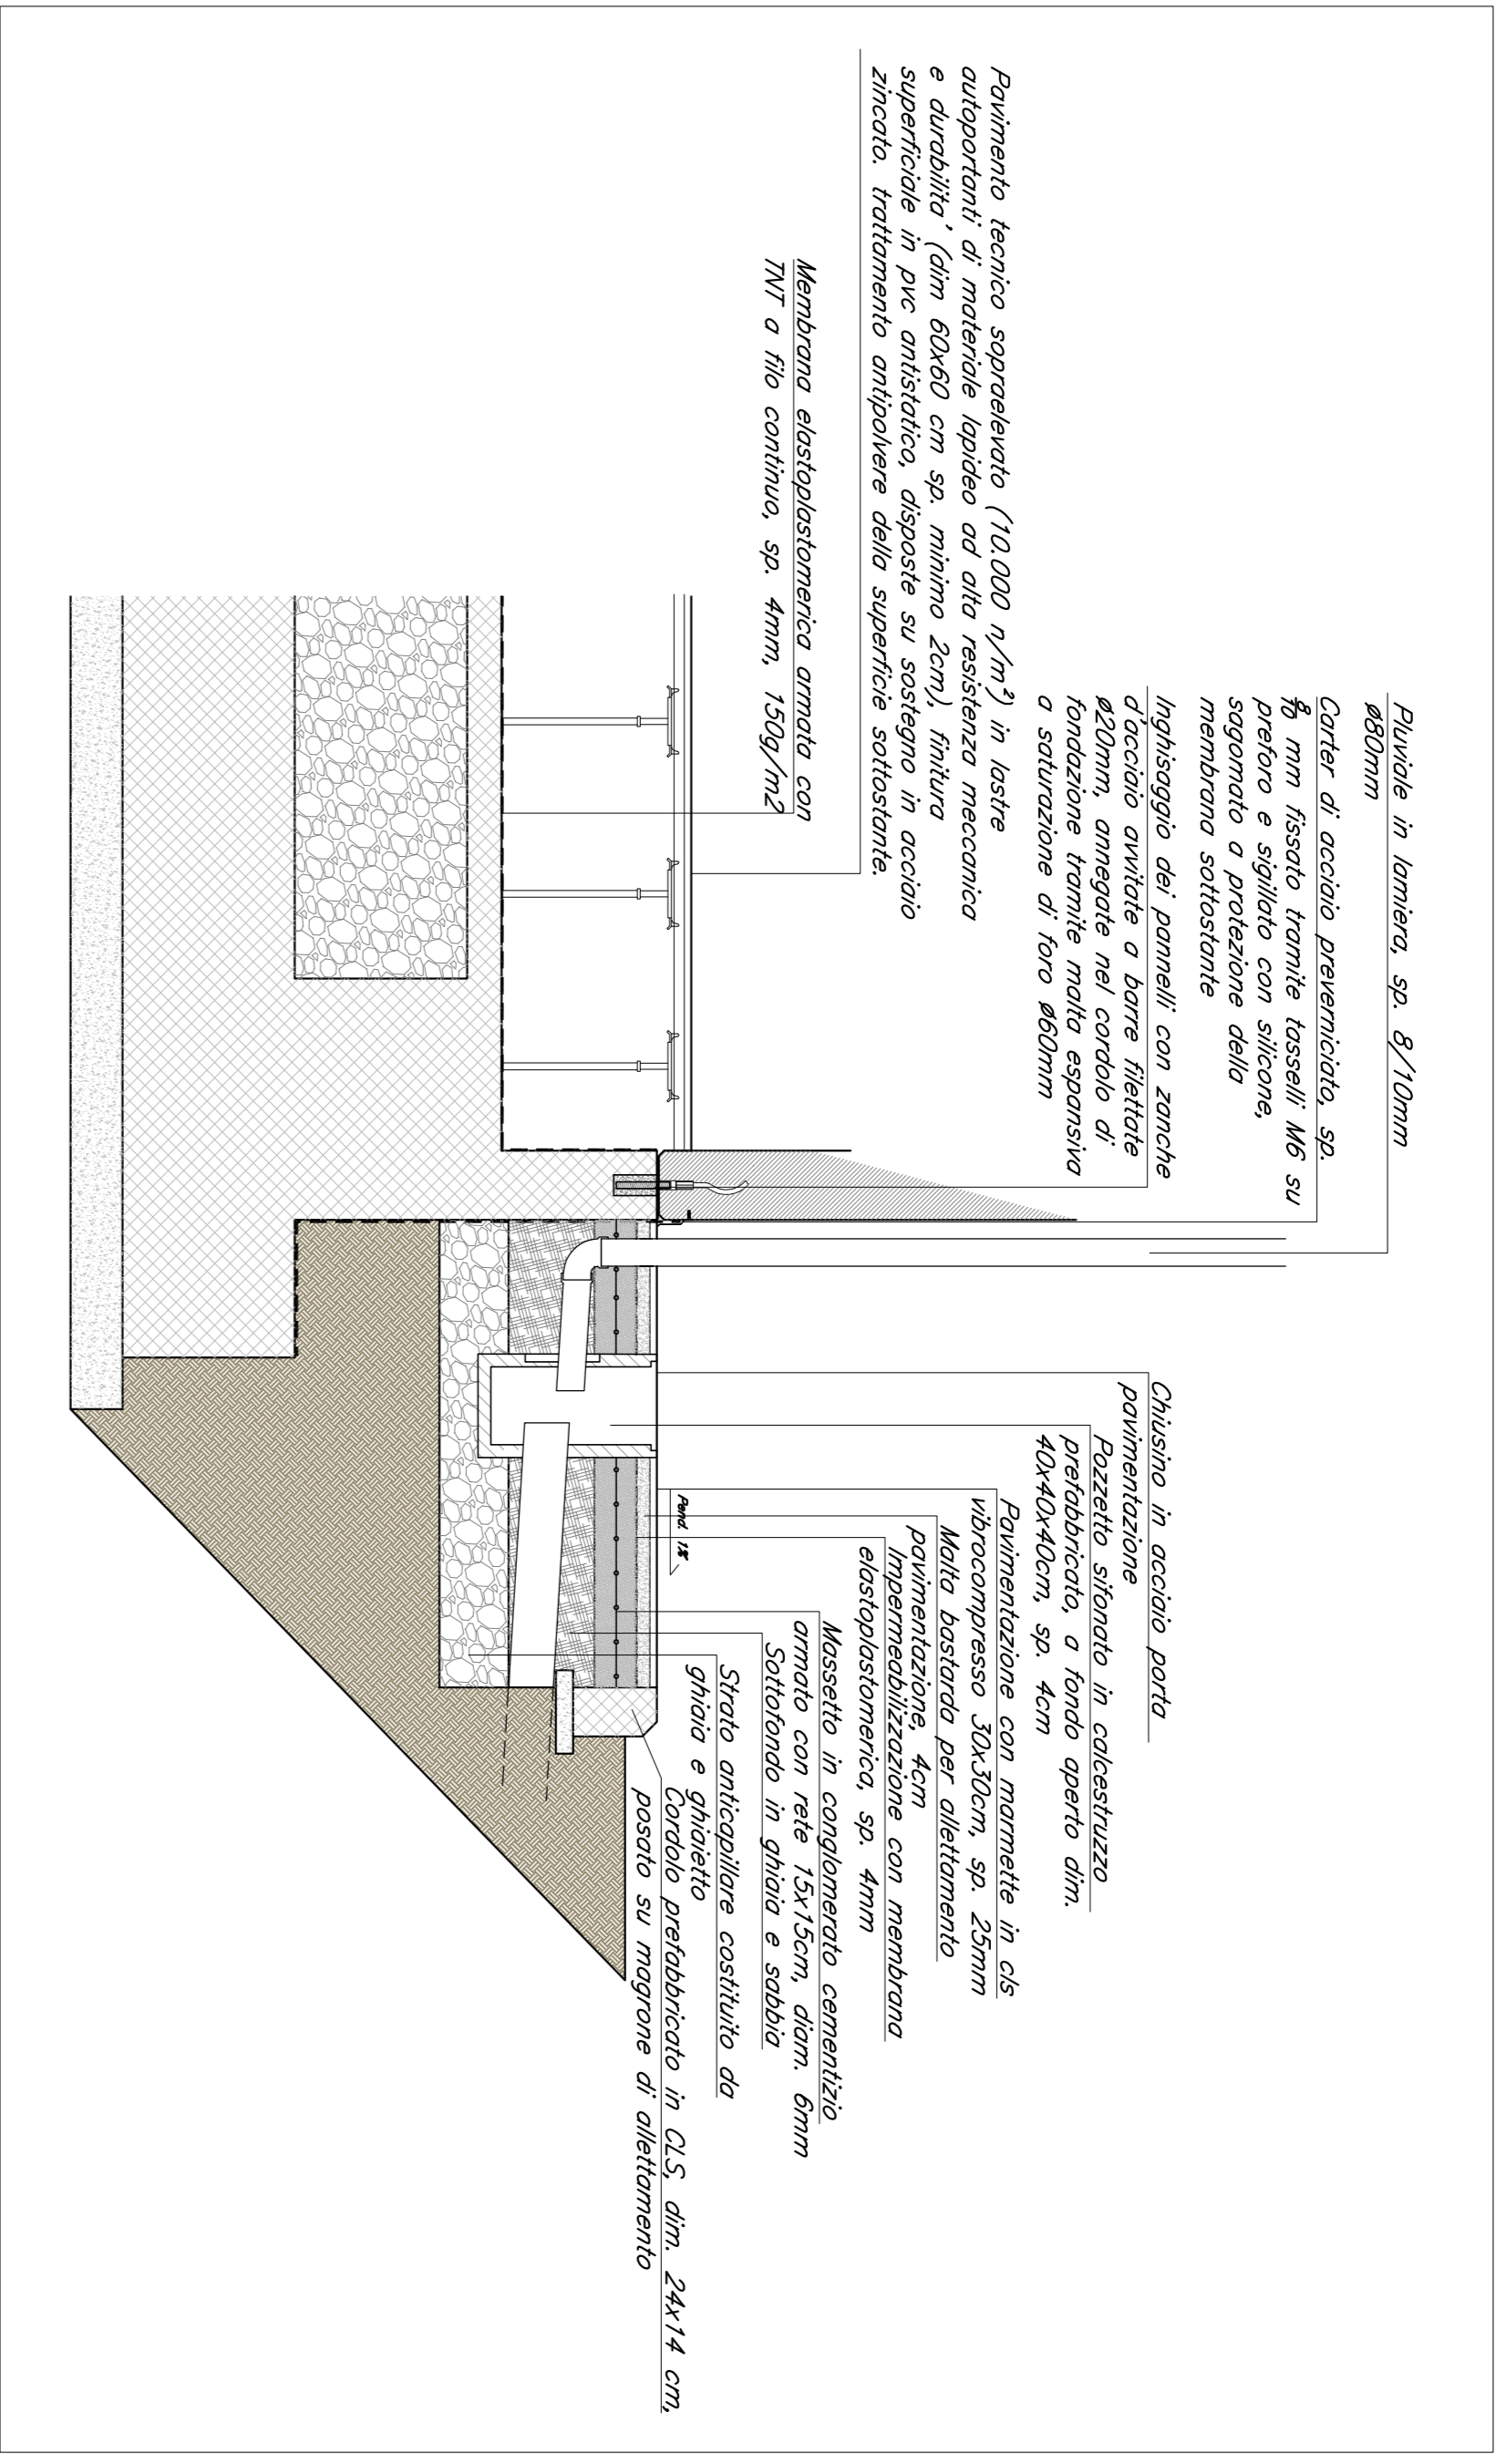 Pluviale in lamiera, sp. 8/10mm
ø80mm
Carter di acciaio preverniciato, sp.
8/10 mm fissato tramite tasselli M6 su
preforo e sigilato con silicone,
sagomato a protezione della
membrana sottostante
Inghisaggio dei pannelli con zanche
d'acciaio avvitate a barre filettate
ø20mm, annegate nel cordolo di
fondazione tramite malta espansiva
a saturazione di foro ø60mm
Pavimento tecnico sopraelevato (10.000 n/m²) in lastre
autoportanti di materiale lapideo ad alta resistenza meccanica
e durabilita' (dim 60x60 cm sp. minimo 2cm), finitura
superficiale in pvc antistatico, disposte su sostegno in acciaio
zincato. trattamento antipolvere della superficie sottostante.
Membrana elastoplastomerica armata con
TNT a filo continuo, sp. 4mm, 150g/m2
Chiusino in acciaio porta
pavimentazione
Pozzetto sifonato in calcestruzzo
prefabbricato, a fondo aperto dim.
40x40x40cm, sp. 4cm
Pavimentazione con marmette in cls
vibrocompresso 30x30cm, sp. 25mm
Malta bastarda per allettamento
pavimentazione, 4cm
Impermeabilizzazione con membrana
elastoplastomerica, sp. 4mm
Pend. 1%
Massetto in conglomerato cementizio
armato con rete 15x15cm, diam. 6mm
Sottofondo in ghiaia e sabbia
Strato anticapillare costituito da
ghiaia e ghiaietto
Cordolo prefabbricato in CLS, dim. 24x14 cm,
posato su magrone di allettamento